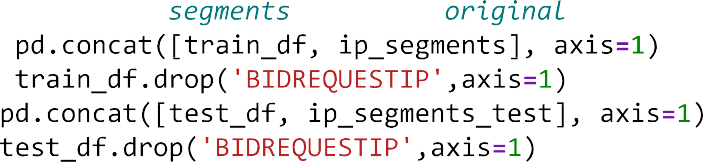 segments original
pd.concat([train_df, ip_segments], axis=1)
train_df.drop('BIDREQUESTIP',axis=1)
pd.concat([test_df, ip_segments_test], axis=1)
test_df.drop('BIDREQUESTIP',axis=1)